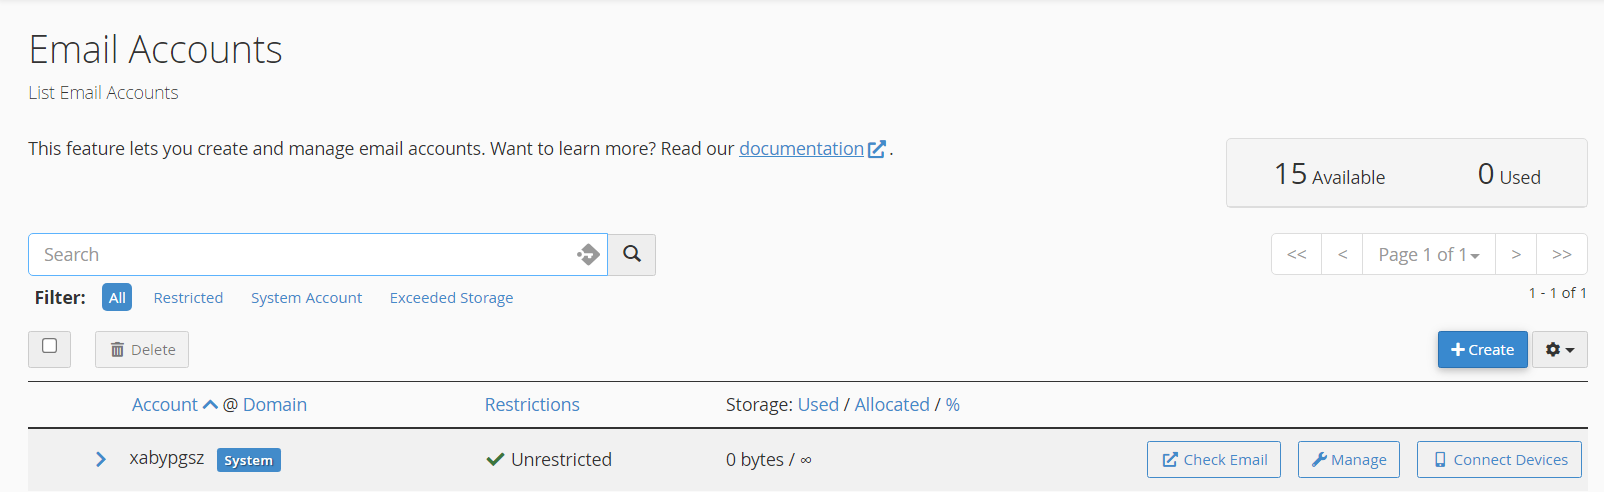 Email Accounts
List Email Accounts
This feature lets you create and manage email accounts. Want to learn more? Read our documentation .
15 Available 0 Used
Search
<< < Page 1 of 1 > >>
Filter: All Restricted System Account Exceeded Storage
1 - 1 of 1
Delete
+ Create
Account @ Domain Restrictions Storage: Used / Allocated / %
xabypgsz System Unrestricted 0 bytes / ∞ Check Email Manage Connect Devices